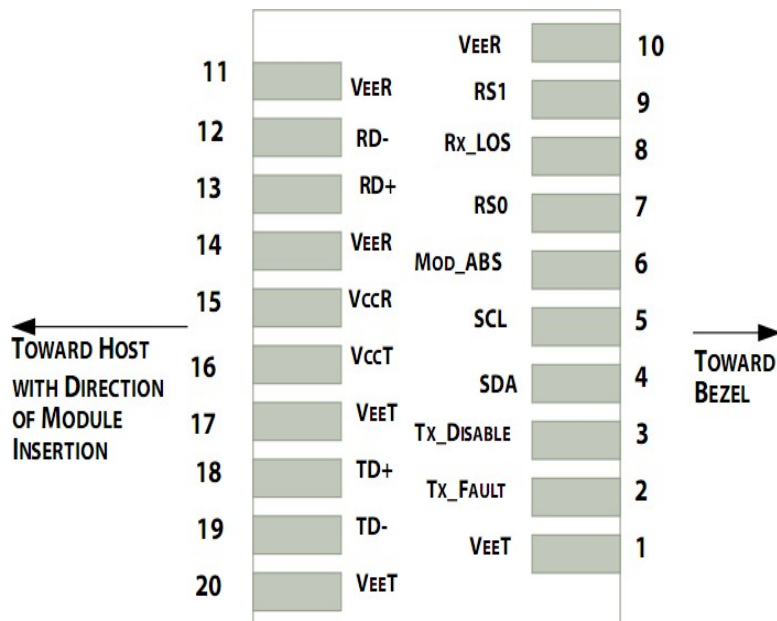 11 VEER
12 RD-
13 RD+
14 VEER
15 VCCR
16 VCCT
17 VEET
18 TD+
19 TD-
20 VEET
VEER 10
RS1 9
RX_LOS 8
RS0 7
MOD_ABS 6
SCL 5
SDA 4
TX_DISABLE 3
TX_FAULT 2
VEET 1
TOWARD HOST
WITH DIRECTION
OF MODULE
INSERTION
TOWARD
BEZEL